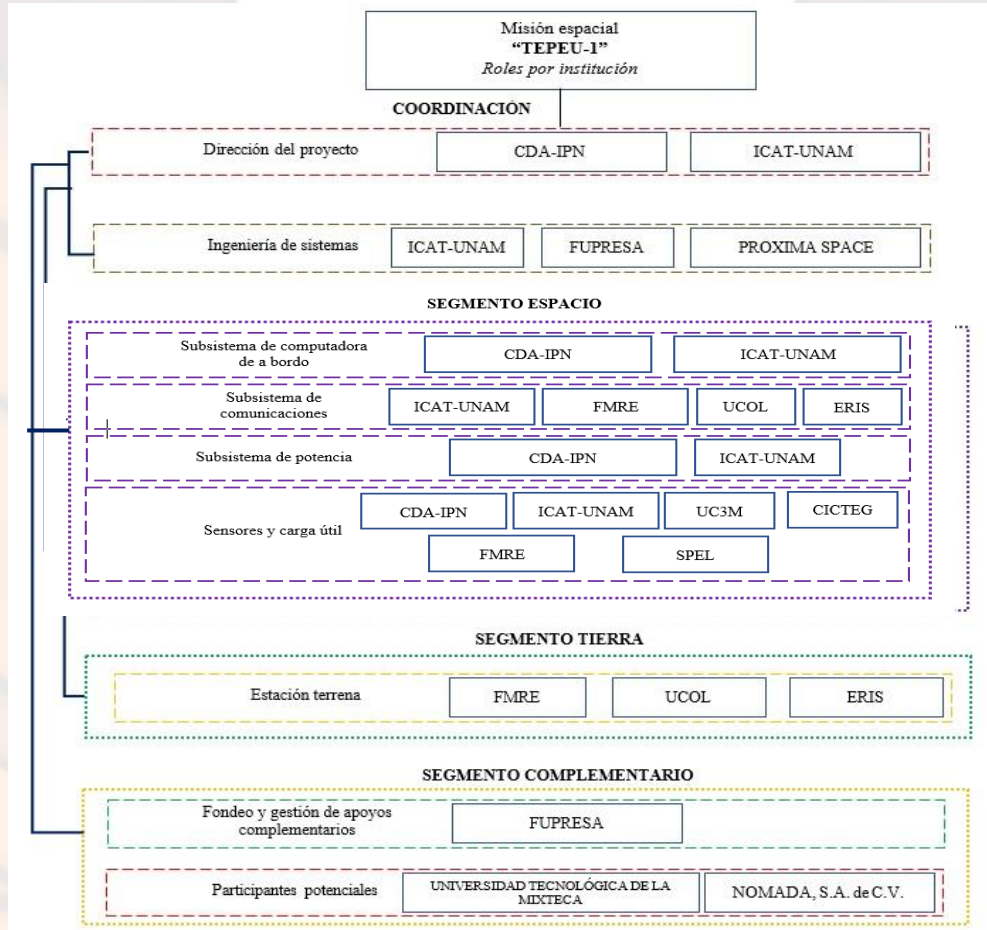 Misión espacial
“TEPEU-1”
Roles por institución
COORDINACIÓN
Dirección del proyecto
CDA-IPN
ICAT-UNAM
Ingeniería de sistemas
ICAT-UNAM
FUPRESA
PROXIMA SPACE
SEGMENTO ESPACIO
Subsistema de computadora
de a bordo
CDA-IPN
ICAT-UNAM
Subsistema de
comunicaciones
ICAT-UNAM
FMRE
UCOL
ERIS
Subsistema de potencia
CDA-IPN
ICAT-UNAM
Sensores y carga útil
CDA-IPN
ICAT-UNAM
UC3M
CICTEG
FMRE
SPEL
SEGMENTO TIERRA
Estación terrena
FMRE
UCOL
ERIS
SEGMENTO COMPLEMENTARIO
Fondeo y gestión de apoyos
complementarios
FUPRESA
Participantes potenciales
UNIVERSIDAD TECNOLÓGICA DE LA
MIXTECA
NOMADA, S.A. de C.V.